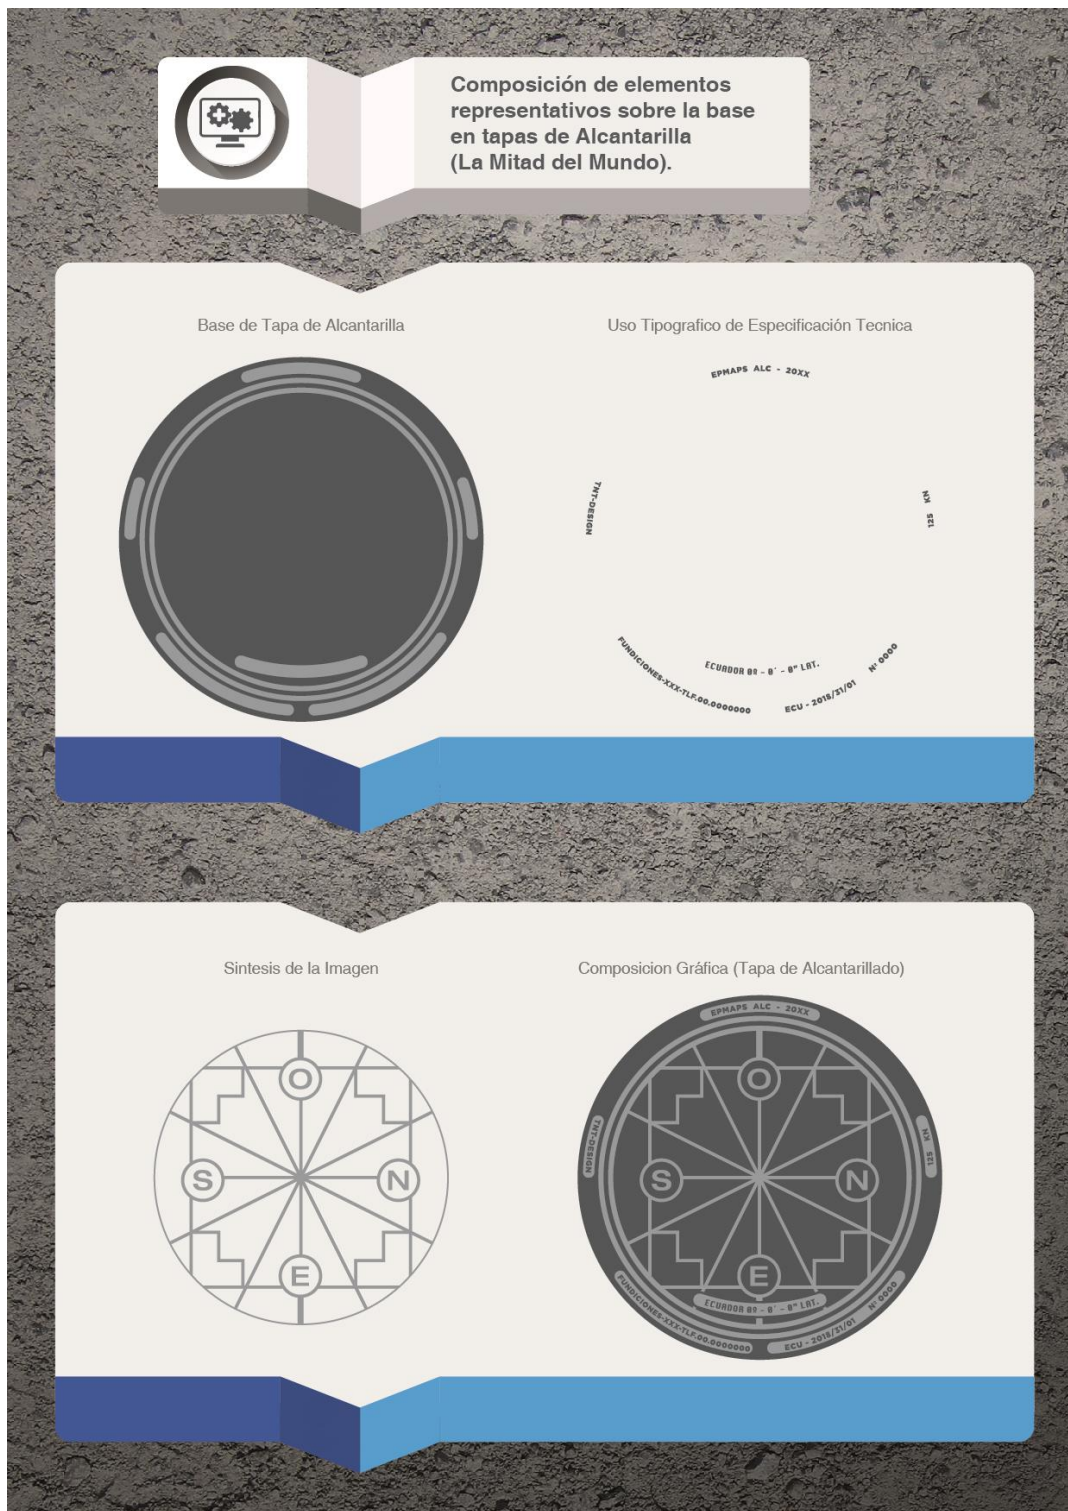 Composición de elementos
representativos sobre la base
en tapas de Alcantarilla
(La Mitad del Mundo).
Base de Tapa de Alcantarilla
Uso Tipografico de Especificación Tecnica
EPMAPS ALC - 20XX
TNT-DESIGN
125 KN
ECUADOR 0º - 0´ - 0" LAT.
FUNDICIONES-XXX-TLF.00.0000000
ECU - 2018/31/01 Nº 0000
Sintesis de la Imagen
Composicion Gráfica (Tapa de Alcantarillado)
O
S
N
E
EPMAPS ALC - 20XX
TNT-DESIGN
125 KN
O
S
N
E
ECUADOR 0º - 0´ - 0" LAT.
FUNDICIONES-XXX-TLF.00.0000000
ECU - 2018/31/01 Nº 0000